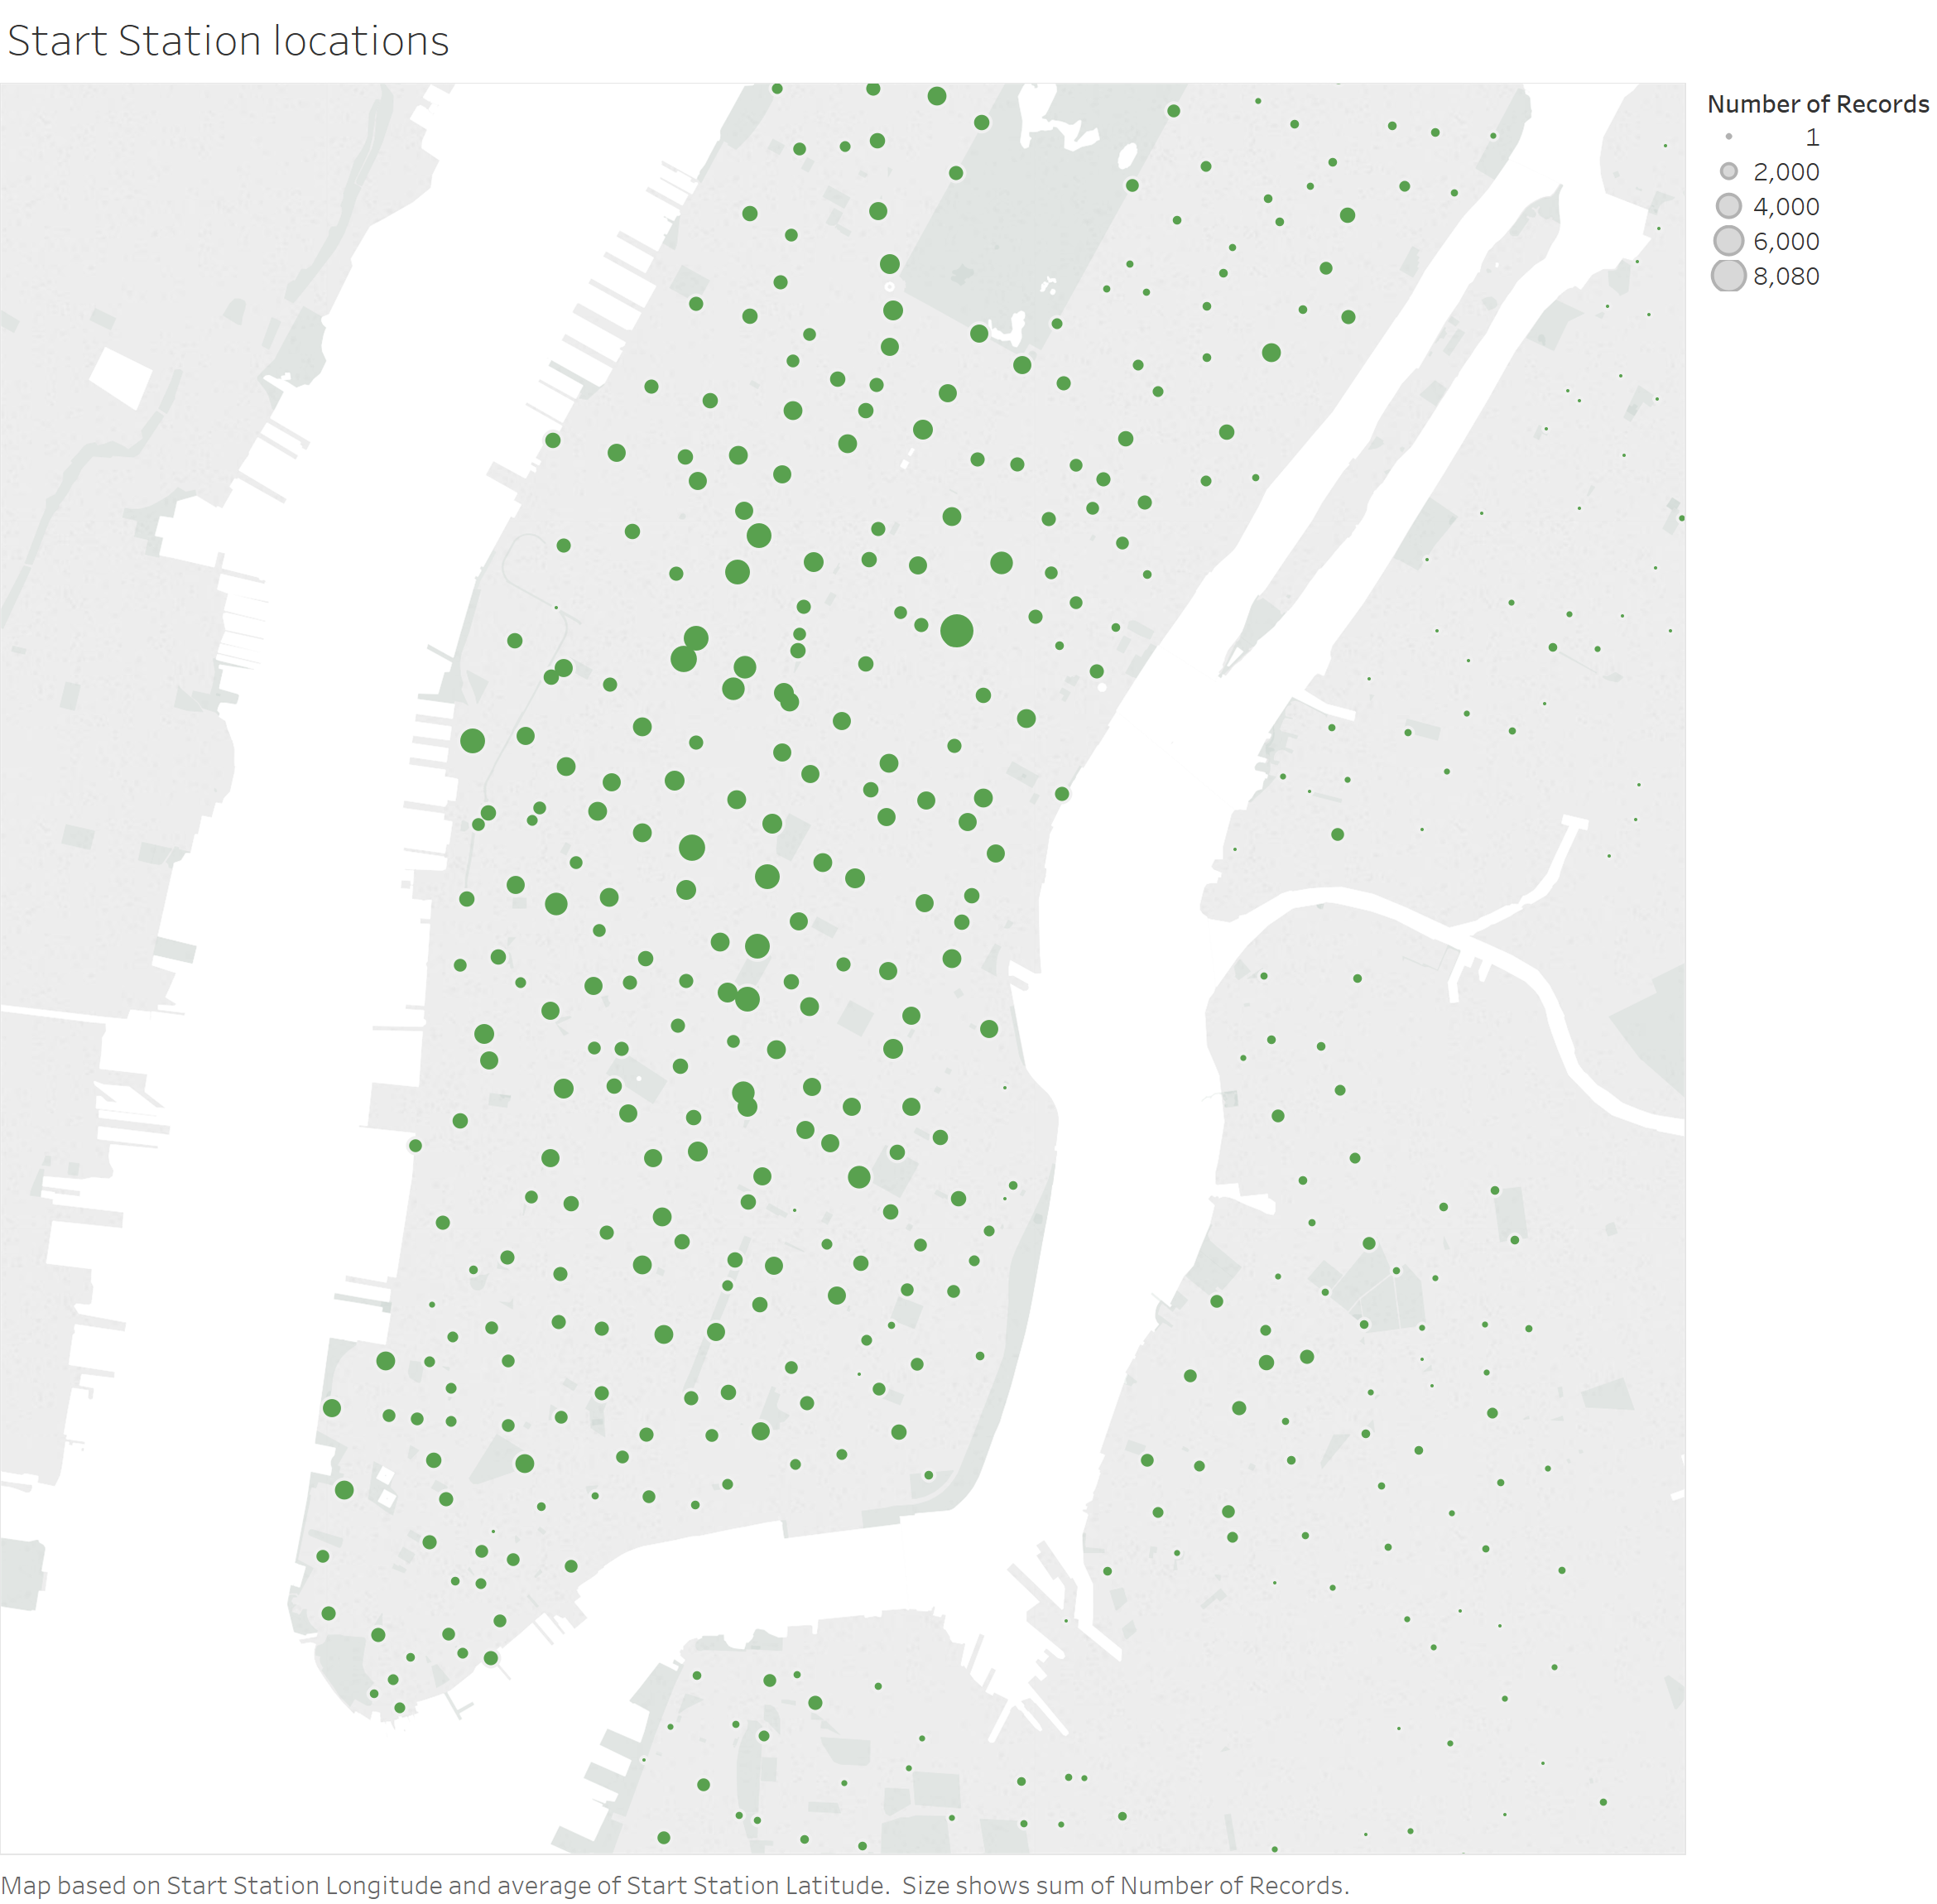 Start Station locations
Number of Records
1
2,000
4,000
6,000
8,080
Map based on Start Station Longitude and average of Start Station Latitude.  Size shows sum of Number of Records.